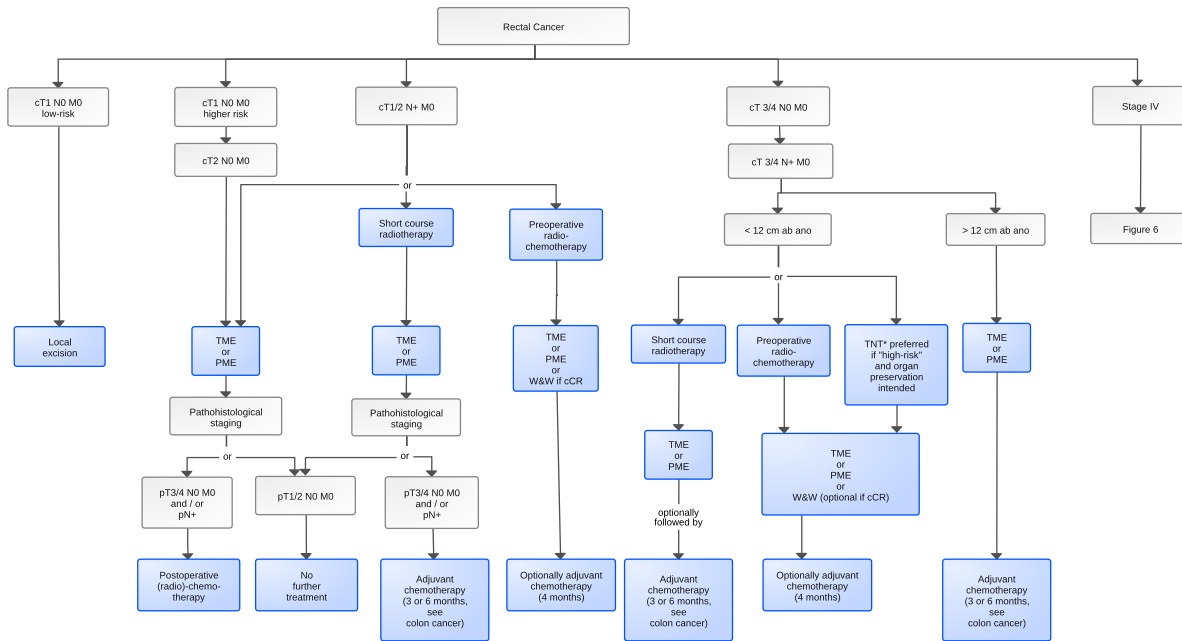 Rectal Cancer
cT1 N0 M0
low-risk
cT1 N0 M0
higher risk
cT1/2 N+ M0
cT 3/4 N0 M0
Stage IV
cT2 N0 M0
cT 3/4 N+ M0
or
Short course
radiotherapy
Preoperative
radio-
chemotherapy
< 12 cm ab ano
> 12 cm ab ano
Figure 6
or
Local
excision
TME
or
PME
TME
or
PME
TME
or
PME
or
W&W if cCR
Short course
radiotherapy
Preoperative
radio-
chemotherapy
TNT* preferred
if "high-risk"
and organ
preservation
intended
TME
or
PME
Pathohistological
staging
Pathohistological
staging
TME
or
PME
TME
or
PME
or
W&W (optional if cCR)
or
or
pT3/4 N0 M0
and / or
pN+
pT1/2 N0 M0
pT3/4 N0 M0
and / or
pN+
optionally
followed by
Postoperative
(radio)-chemo-
therapy
No
further
treatment
Adjuvant
chemotherapy
(3 or 6 months,
see
colon cancer)
Optionally adjuvant
chemotherapy
(4 months)
Adjuvant
chemotherapy
(3 or 6 months,
see
colon cancer)
Optionally adjuvant
chemotherapy
(4 months)
Adjuvant
chemotherapy
(3 or 6 months,
see
colon cancer)